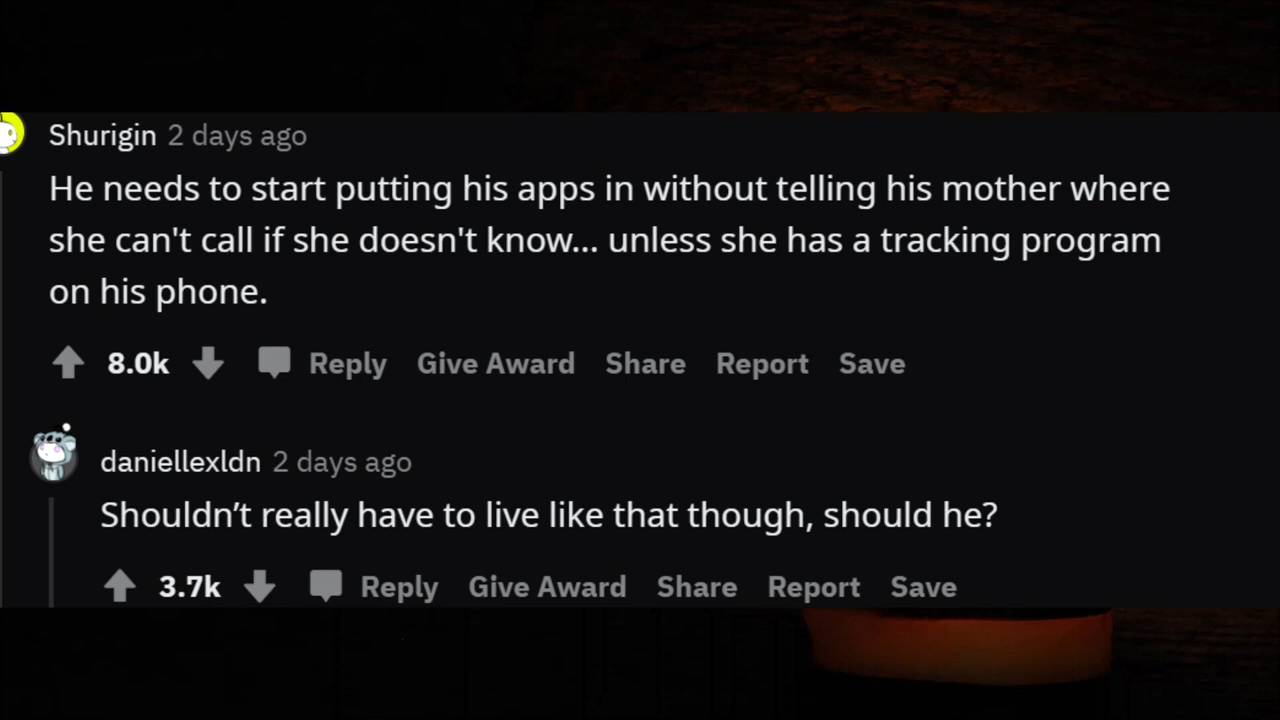 Shurigin 2 days ago
He needs to start putting his apps in without telling his mother where
she can't call if she doesn't know... unless she has a tracking program
on his phone.
8.0k Reply Give Award Share Report Save
daniellexldn 2 days ago
Shouldn’t really have to live like that though, should he?
3.7k Reply Give Award Share Report Save